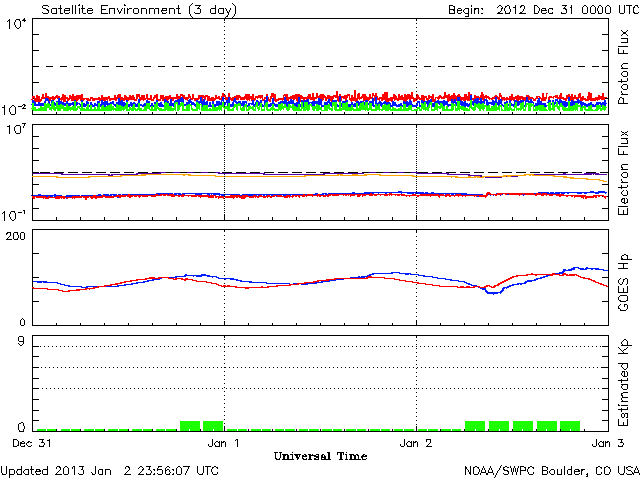 Satellite Environment (3 day)
Begin: 2012 Dec 31 0000 UTC
10⁴
10⁻²
Proton Flux
10⁷
10⁻¹
Electron Flux
200
0
GOES Hp
9
0
Estimated Kp
Dec 31
Jan 1
Jan 2
Jan 3
Universal Time
Updated 2013 Jan 2 23:56:07 UTC
NOAA/SWPC Boulder, CO USA